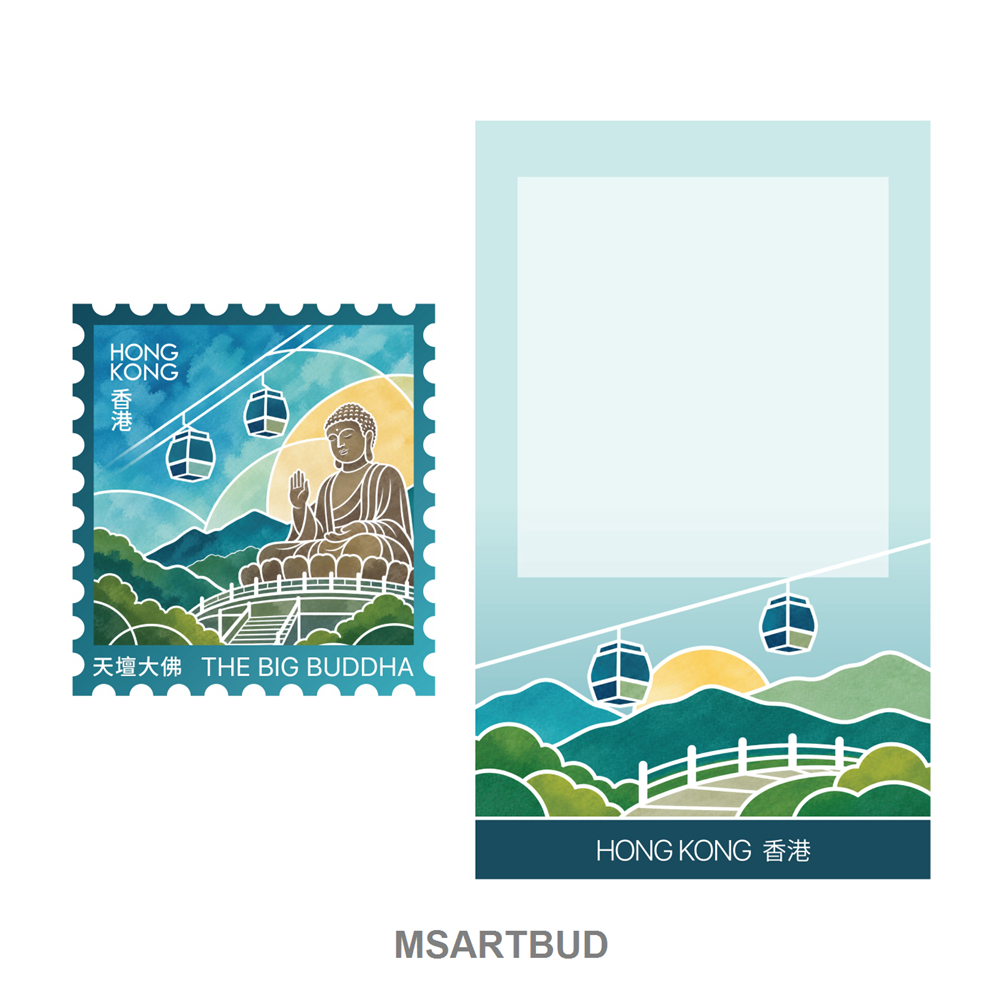 HONG
KONG
香港
天壇大佛 THE BIG BUDDHA
HONG KONG 香港
MSARTBUD